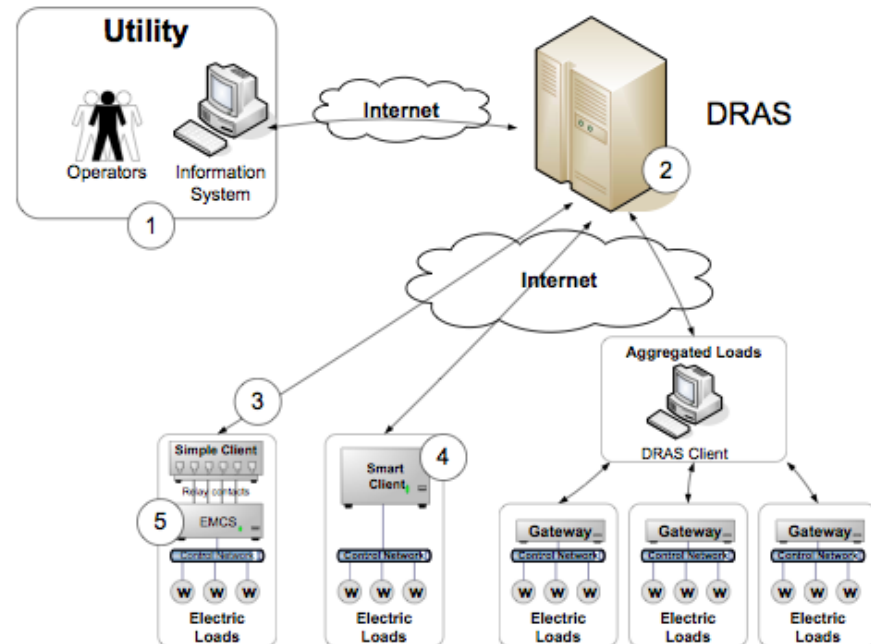 Utility
Operators
Information
System
1
Internet
DRAS
2
Internet
3
Simple Client
Relay contacts
5
EMCS
Control Network
W W W
Electric
Loads
4
Smart
Client
Control Network
W W W
Electric
Loads
Aggregated Loads
DRAS Client
Gateway
Control Network
W W W
Electric
Loads
Gateway
Control Network
W W W
Electric
Loads
Gateway
Control Network
W W W
Electric
Loads